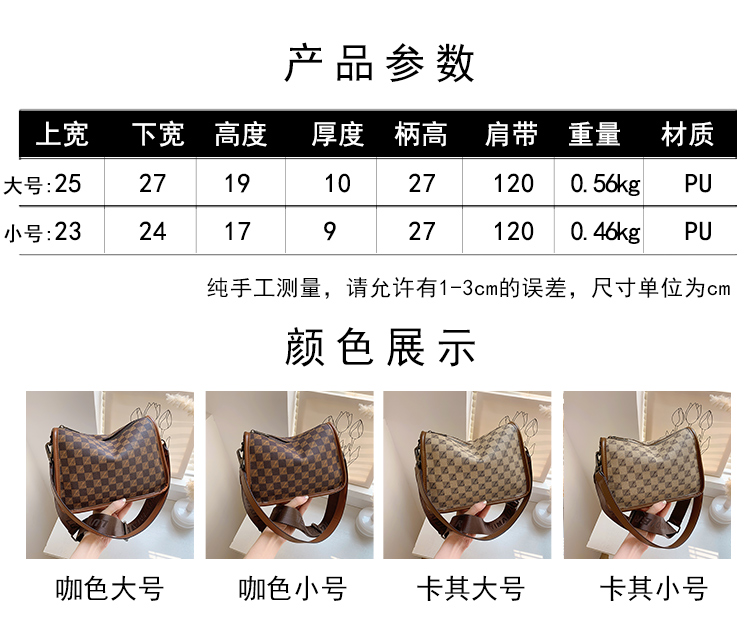 产品参数
上宽 下宽 高度 厚度 柄高 肩带 重量 材质
大号:25 27 19 10 27 120 0.56kg PU
小号:23 24 17 9 27 120 0.46kg PU
纯手工测量，请允许有1-3cm的误差，尺寸单位为cm
颜色展示
咖色大号 咖色小号 卡其大号 卡其小号